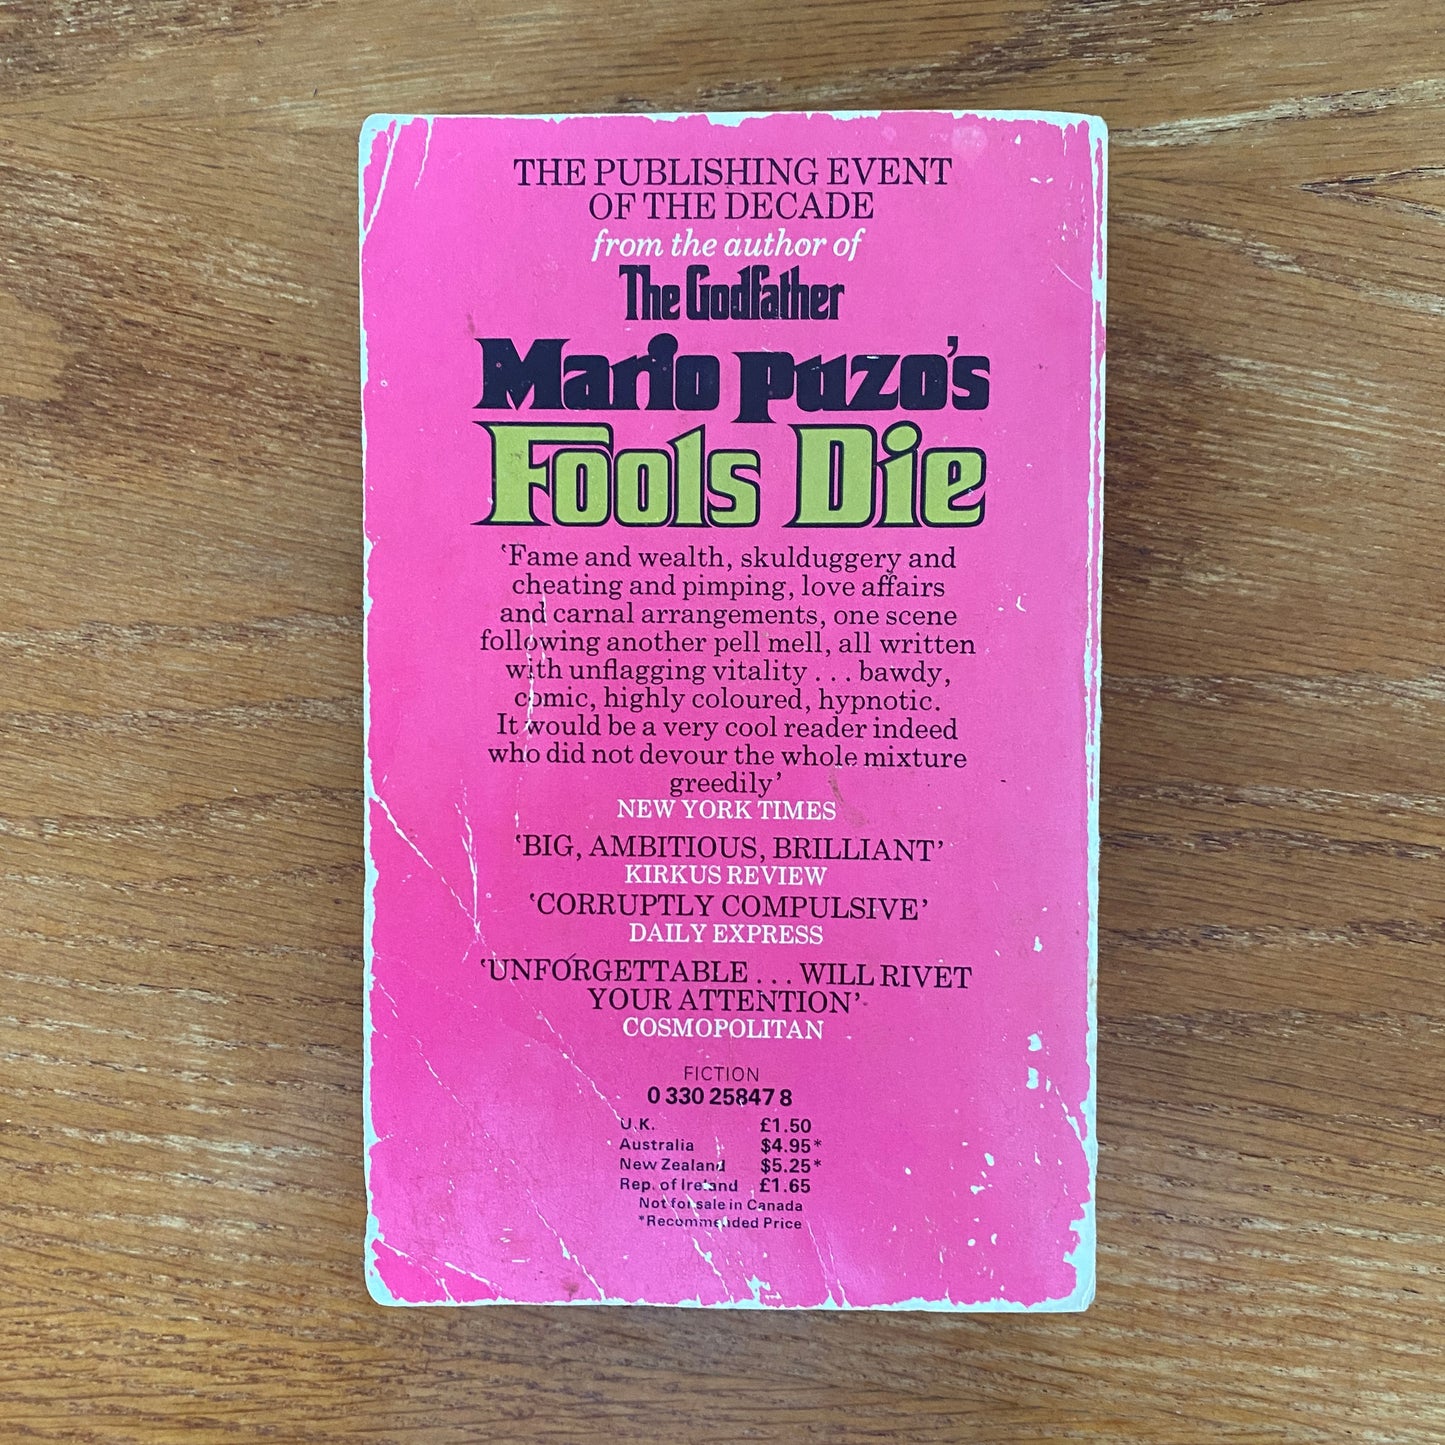 THE PUBLISHING EVENT
OF THE DECADE
from the author of
The Godfather
Mario Puzo's
Fools Die
‘Fame and wealth, skulduggery and
cheating and pimping, love affairs
and carnal arrangements, one scene
following another pell mell, all written
with unflagging vitality . . . bawdy,
comic, highly coloured, hypnotic.
It would be a very cool reader indeed
who did not devour the whole mixture
greedily’
NEW YORK TIMES
‘BIG, AMBITIOUS, BRILLIANT’
KIRKUS REVIEW
‘CORRUPTLY COMPULSIVE’
DAILY EXPRESS
‘UNFORGETTABLE . . . WILL RIVET
YOUR ATTENTION’
COSMOPOLITAN
FICTION
0 330 25847 8
U.K. £1.50
Australia $4.95*
New Zealand $5.25*
Rep. of Ireland £1.65
Not for sale in Canada
*Recommended Price